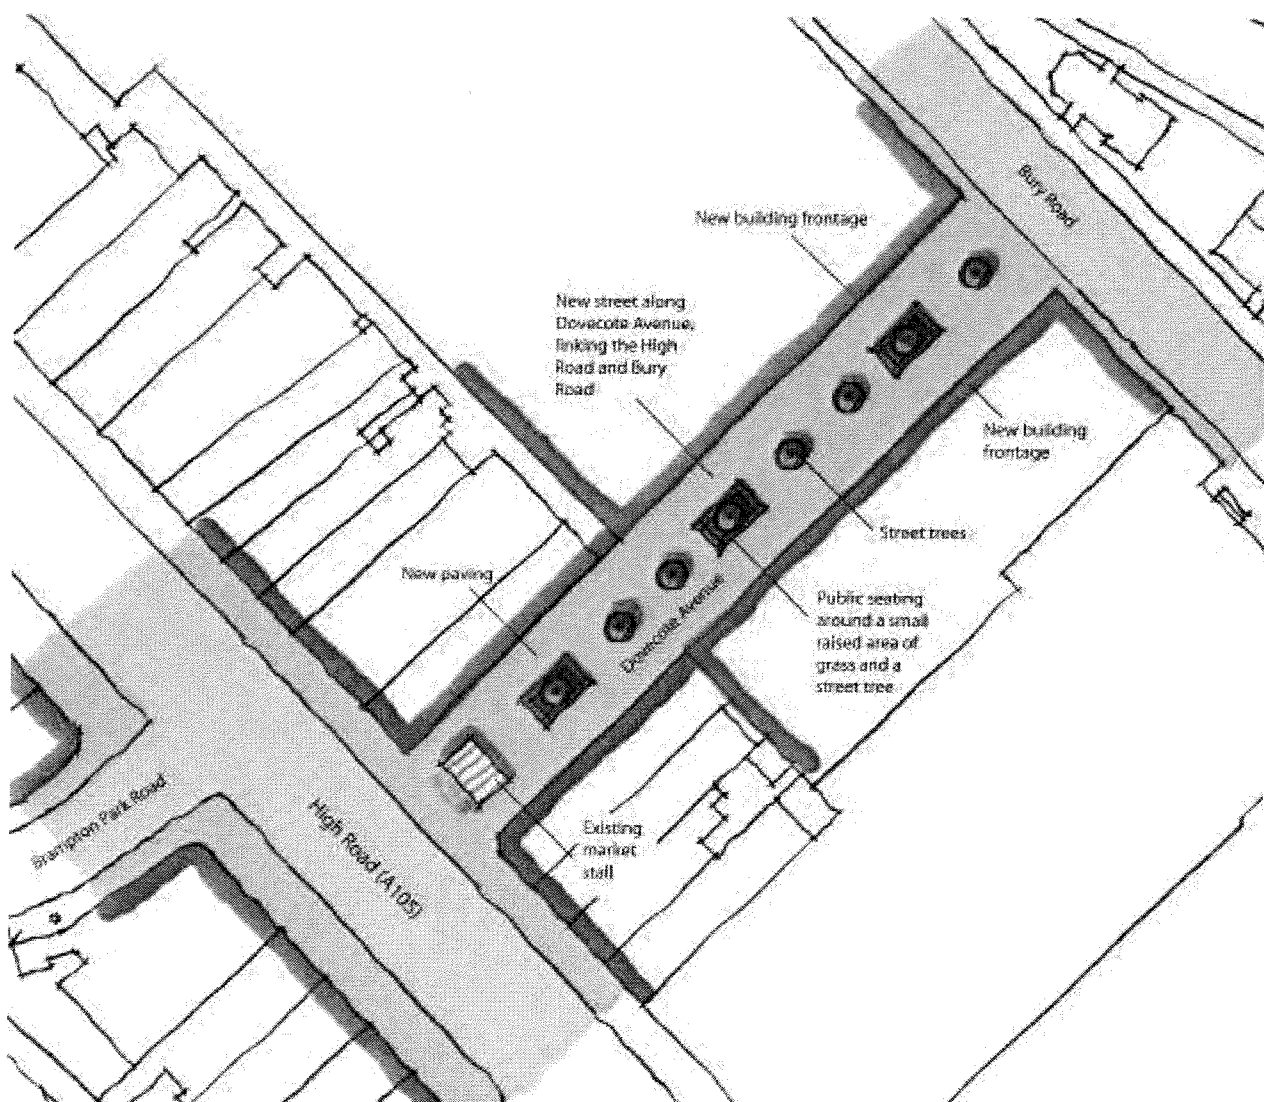 Bury Road
New building frontage
New street along
Dovecote Avenue,
linking the High
Road and Bury
Road
New building
frontage
Street trees
New paving
Public seating
around a small
raised area of
grass and a
street tree
Dovecote Avenue
Existing
market
stall
Brampton Park Road
High Road (A105)